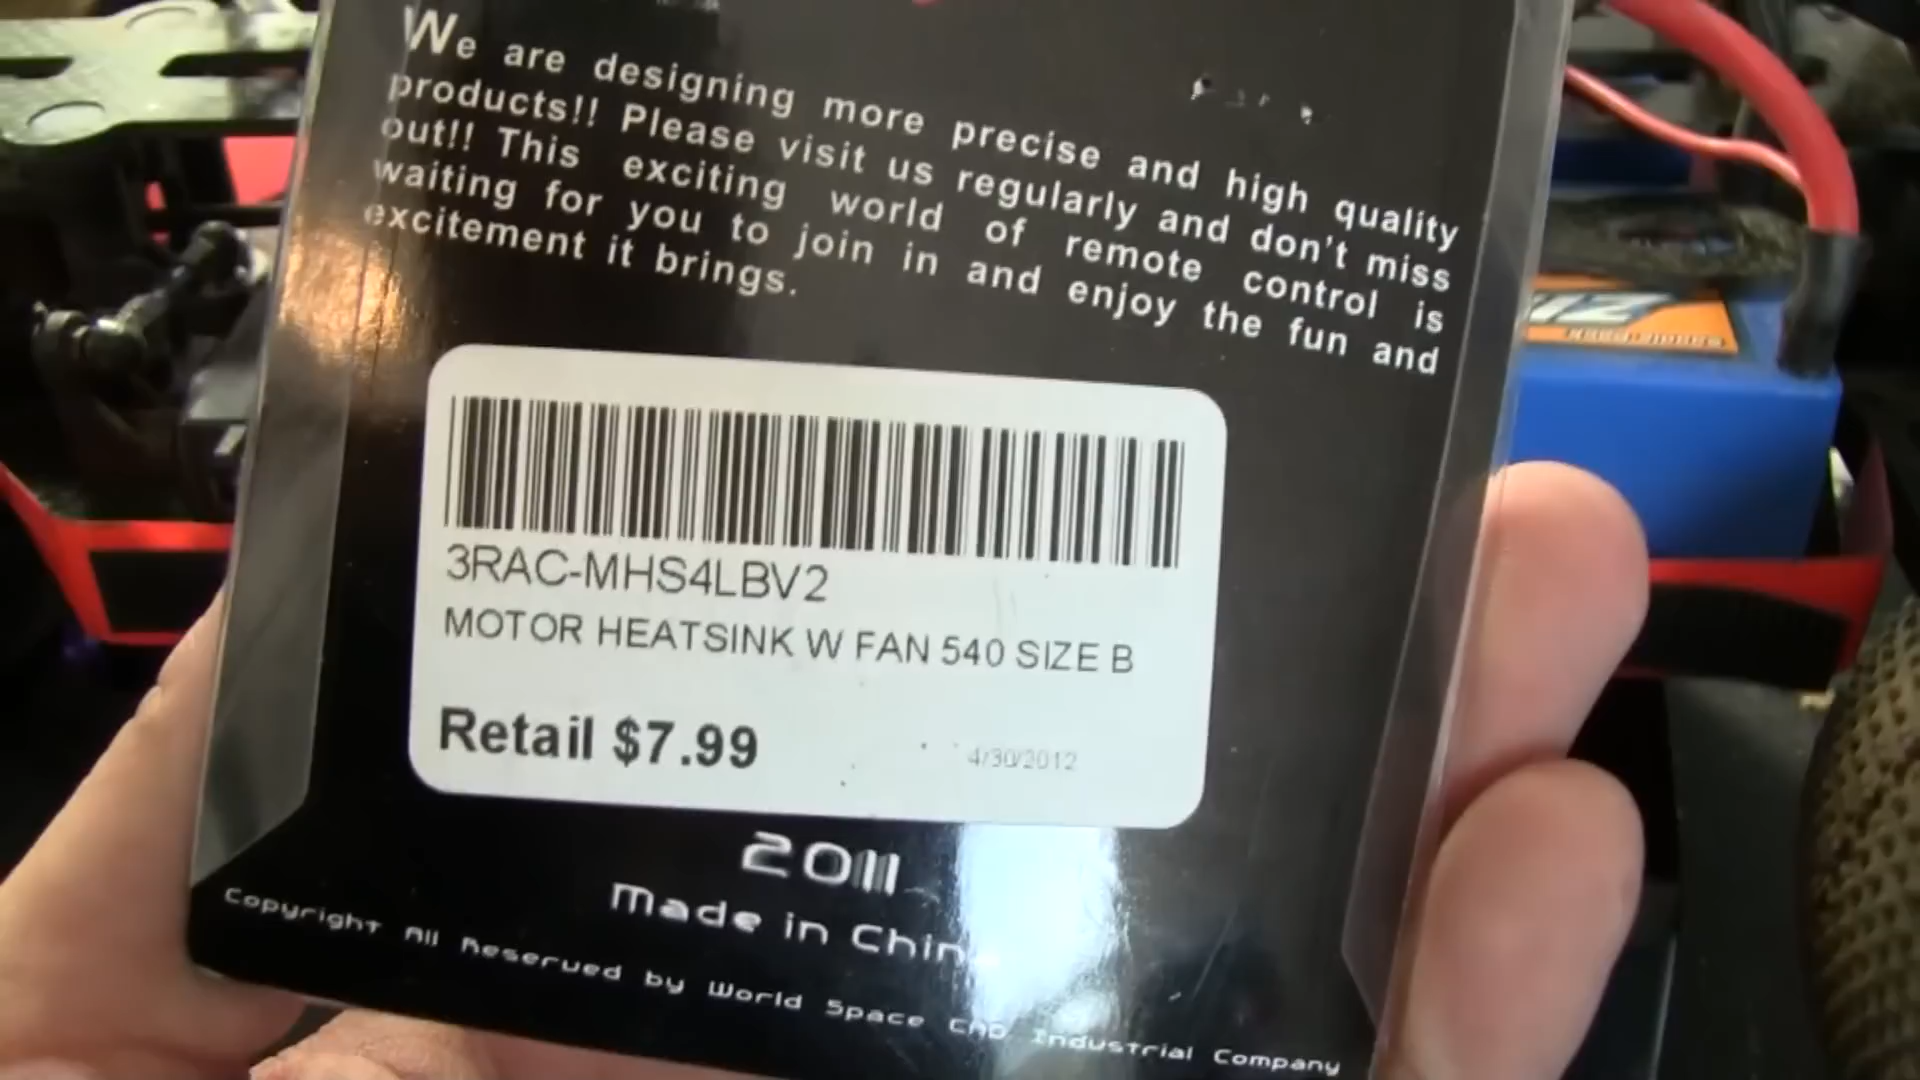 We are designing more precise and high quality
products!! Please visit us regularly and don't miss
out!! This exciting world of remote control is
waiting for you to join in and enjoy the fun and
excitement it brings.
3RAC-MHS4LBV2
MOTOR HEATSINK W FAN 540 SIZE B
Retail $7.99
4/30/2012
2011
Made in China
Copyright All Reserved by World Space CAD Industrial Company